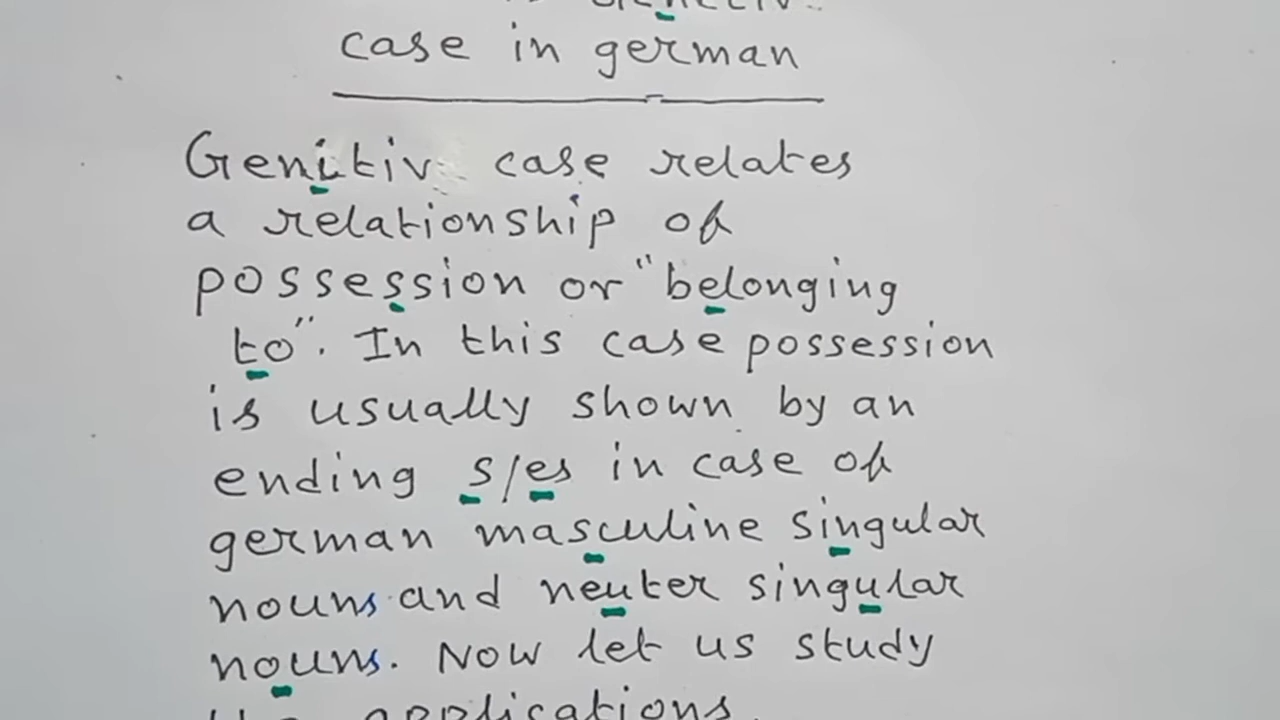 case in german
Genitiv case relates
a relationship of
possession or "belonging
to". In this case possession
is usually shown by an
ending s/es in case of
german masculine singular
nouns and neuter singular
nouns. Now let us study
applications